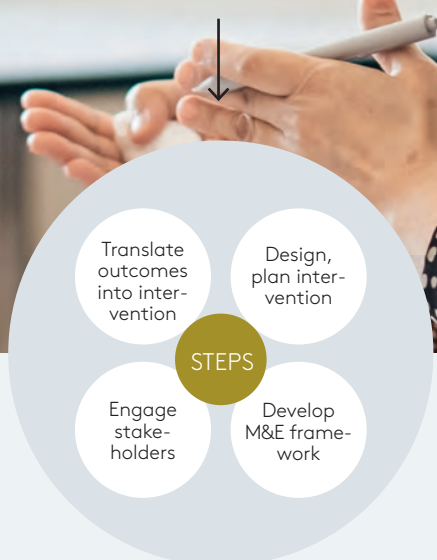 Translate
outcomes
into inter-
vention
Design,
plan inter-
vention
STEPS
Engage
stake-
holders
Develop
M&E frame-
work